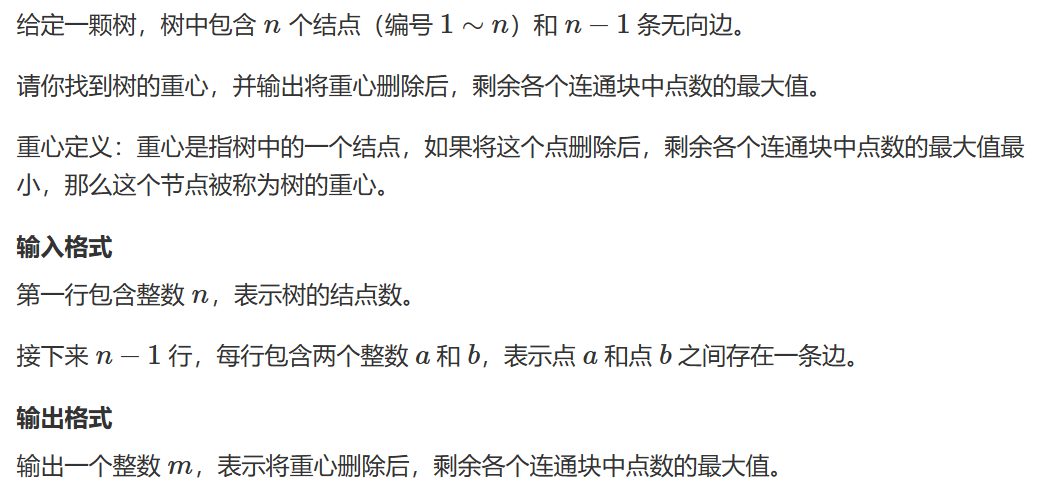 给定一颗树，树中包含 n 个结点（编号 1 ∼ n）和 n − 1 条无向边。
请你找到树的重心，并输出将重心删除后，剩余各个连通块中点数的最大值。
重心定义：重心是指树中的一个结点，如果将这个点删除后，剩余各个连通块中点数的最大值最
小，那么这个节点被称为树的重心。
输入格式
第一行包含整数 n，表示树的结点数。
接下来 n − 1 行，每行包含两个整数 a 和 b，表示点 a 和点 b 之间存在一条边。
输出格式
输出一个整数 m，表示将重心删除后，剩余各个连通块中点数的最大值。